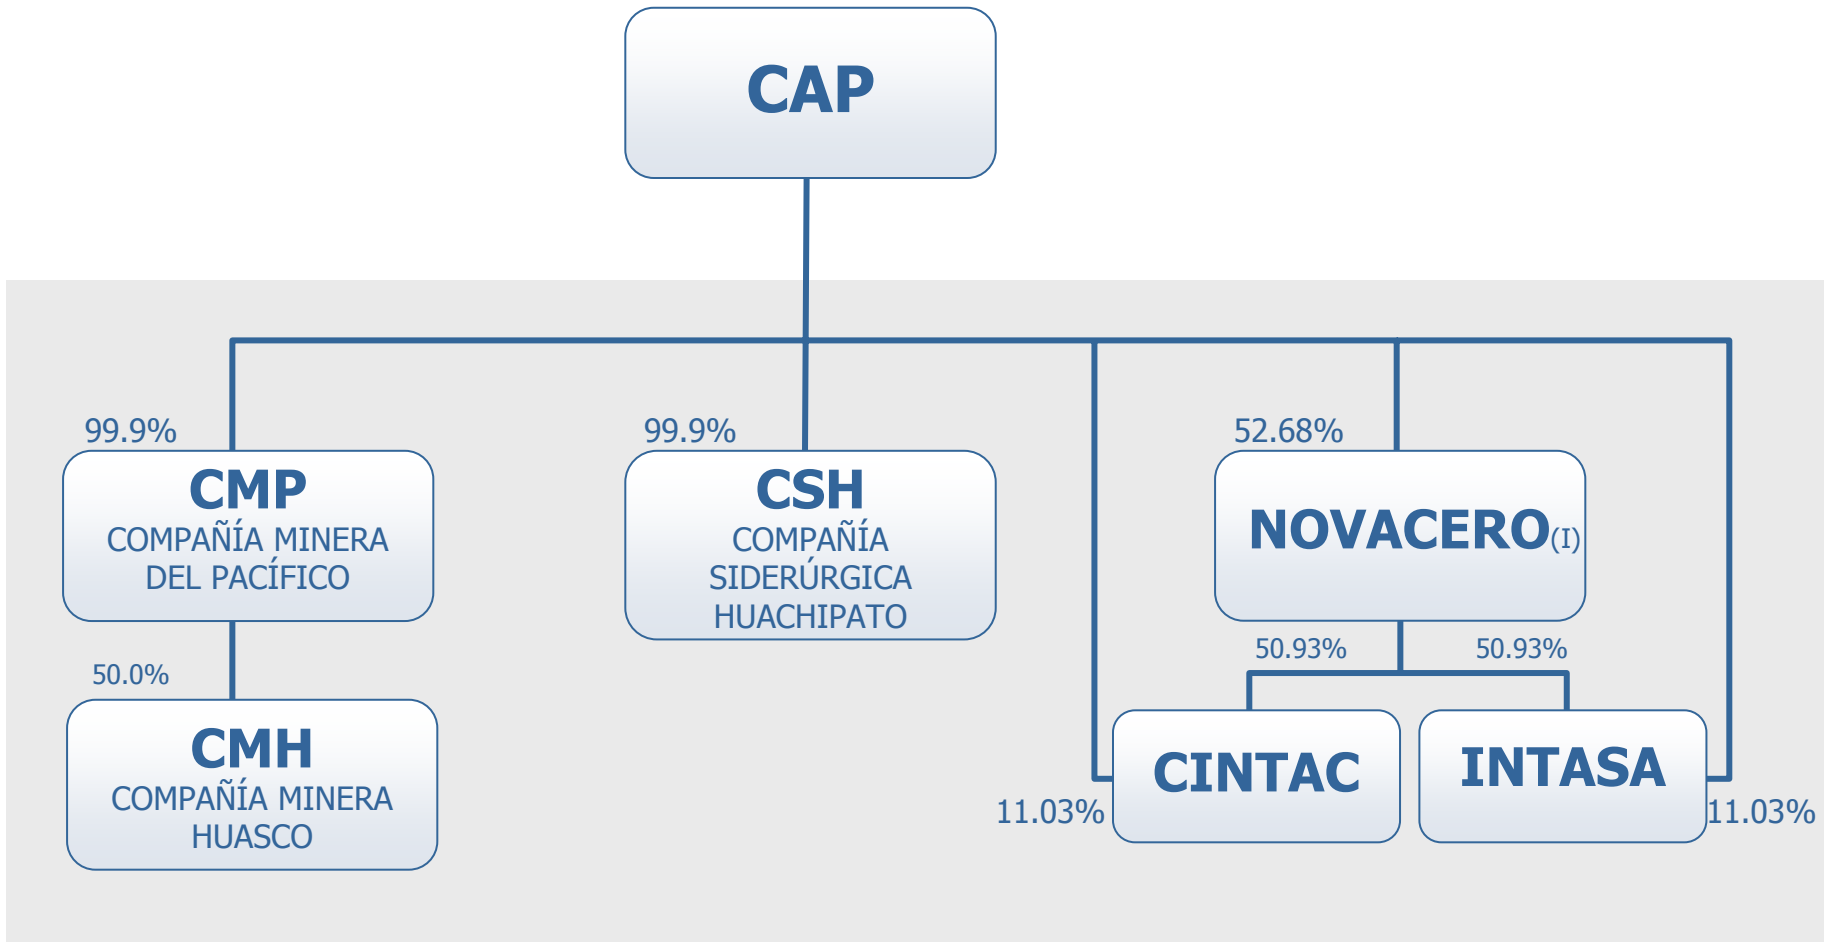 CAP
99.9%
99.9%
52.68%
CMP
COMPAÑÍA MINERA
DEL PACÍFICO
CSH
COMPAÑÍA
SIDERÚRGICA
HUACHIPATO
NOVACERO(I)
50.93%
50.93%
50.0%
CMH
COMPAÑÍA MINERA
HUASCO
CINTAC
INTASA
11.03%
11.03%